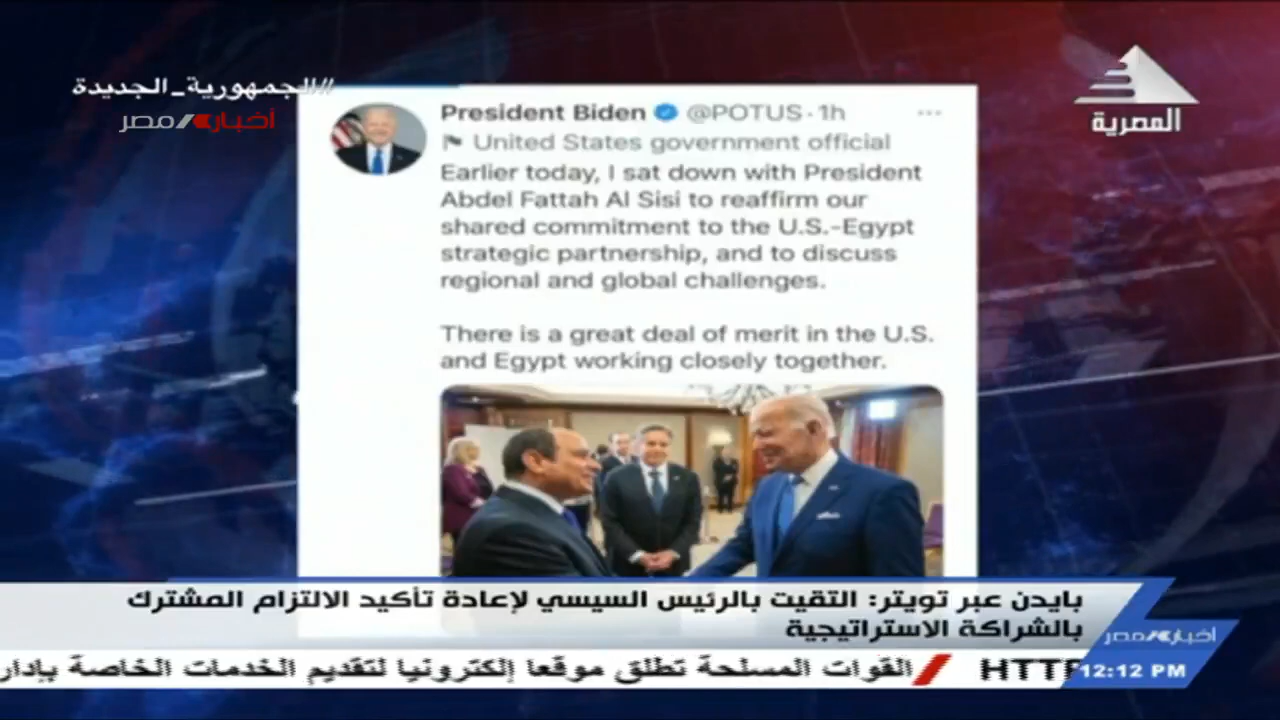 #الجمهورية_الجديدة
أخبار مصر
المصرية
President Biden @POTUS · 1h
United States government official
Earlier today, I sat down with President
Abdel Fattah Al Sisi to reaffirm our
shared commitment to the U.S.-Egypt
strategic partnership, and to discuss
regional and global challenges.
There is a great deal of merit in the U.S.
and Egypt working closely together.
بايدن عبر تويتر: التقيت بالرئيس السيسي لإعادة تأكيد الالتزام المشترك
بالشراكة الاستراتيجية
أخبار مصر
القوات المسلحة تطلق موقعا إلكترونيا لتقديم الخدمات الخاصة بإدار
HTTP
12:12 PM